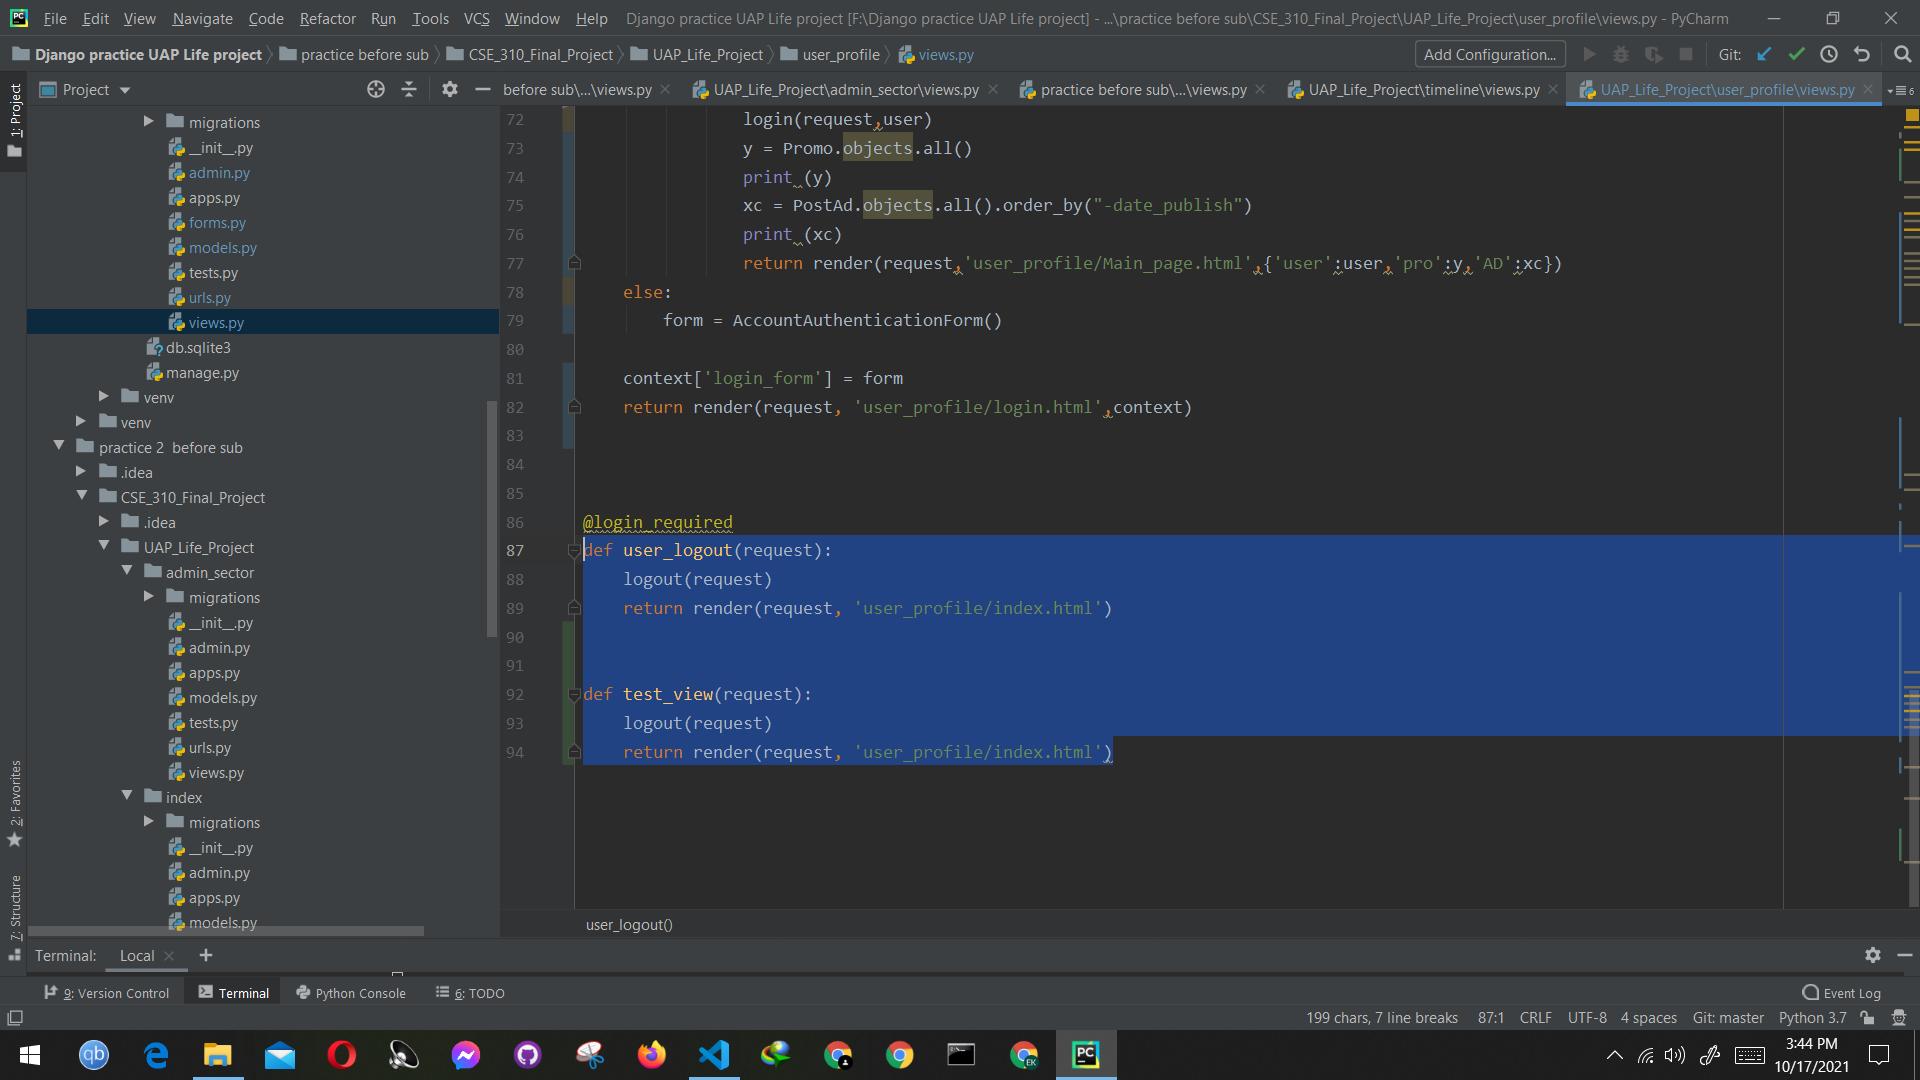 PC File Edit View Navigate Code Refactor Run Tools VCS Window Help Django practice UAP Life project [F:\Django practice UAP Life project] - ...\practice before sub\CSE_310_Final_Project\UAP_Life_Project\user_profile\views.py - PyCharm
Django practice UAP Life project practice before sub CSE_310_Final_Project UAP_Life_Project user_profile views.py Add Configuration... Git:
Project before sub\...\views.py UAP_Life_Project\admin_sector\views.py practice before sub\...\views.py UAP_Life_Project\timeline\views.py UAP_Life_Project\user_profile\views.py 6
1: Project
migrations
__init__.py
admin.py
apps.py
forms.py
models.py
tests.py
urls.py
views.py
db.sqlite3
manage.py
venv
venv
practice 2  before sub
.idea
CSE_310_Final_Project
.idea
UAP_Life_Project
admin_sector
migrations
__init__.py
admin.py
apps.py
models.py
tests.py
urls.py
views.py
index
migrations
__init__.py
admin.py
apps.py
models.py
2: Favorites
7: Structure
72 login(request,user)
73 y = Promo.objects.all()
74 print (y)
75 xc = PostAd.objects.all().order_by("-date_publish")
76 print (xc)
77 return render(request,'user_profile/Main_page.html',{'user':user,'pro':y,'AD':xc})
78 else:
79 form = AccountAuthenticationForm()
80
81 context['login_form'] = form
82 return render(request, 'user_profile/login.html',context)
83
84
85
86 @login_required
87 def user_logout(request):
88 logout(request)
89 return render(request, 'user_profile/index.html')
90
91
92 def test_view(request):
93 logout(request)
94 return render(request, 'user_profile/index.html')
user_logout()
Terminal: Local +
9: Version Control Terminal Python Console 6: TODO Event Log
199 chars, 7 line breaks 87:1 CRLF UTF-8 4 spaces Git: master Python 3.7
qb EK PC
3:44 PM
10/17/2021